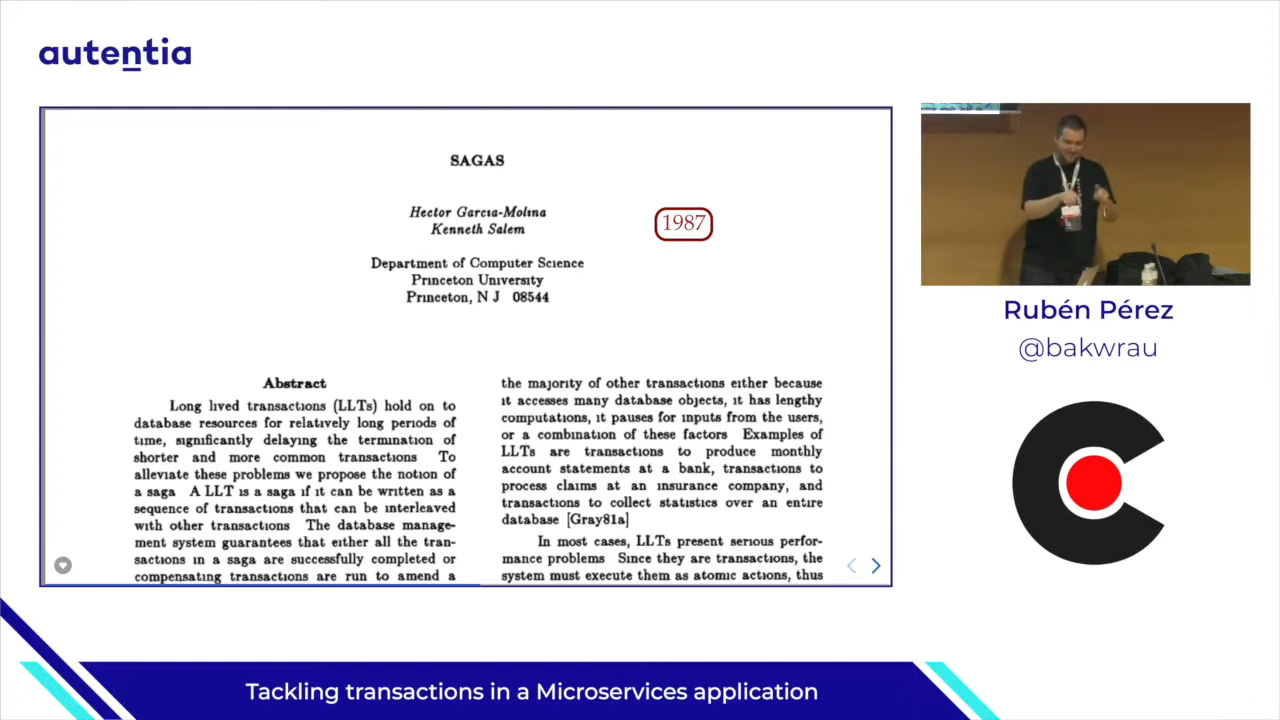 autentia
SAGAS
Hector Garcia-Molina
Kenneth Salem
1987
Department of Computer Science
Princeton University
Princeton, N J 08544
Abstract
Long lived transactions (LLTs) hold on to
database resources for relatively long periods of
time, significantly delaying the termination of
shorter and more common transactions To
alleviate these problems we propose the notion of
a saga A LLT is a saga if it can be written as a
sequence of transactions that can be interleaved
with other transactions The database manage-
ment system guarantees that either all the tran-
sactions in a saga are successfully completed or
compensating transactions are run to amend a
the majority of other transactions either because
it accesses many database objects, it has lengthy
computations, it pauses for inputs from the users,
or a combination of these factors Examples of
LLTs are transactions to produce monthly
account statements at a bank, transactions to
process claims at an insurance company, and
transactions to collect statistics over an entire
database [Gray81a]
In most cases, LLTs present serious perfor-
mance problems Since they are transactions, the
system must execute them as atomic actions, thus
Rubén Pérez
@bakwrau
Tackling transactions in a Microservices application